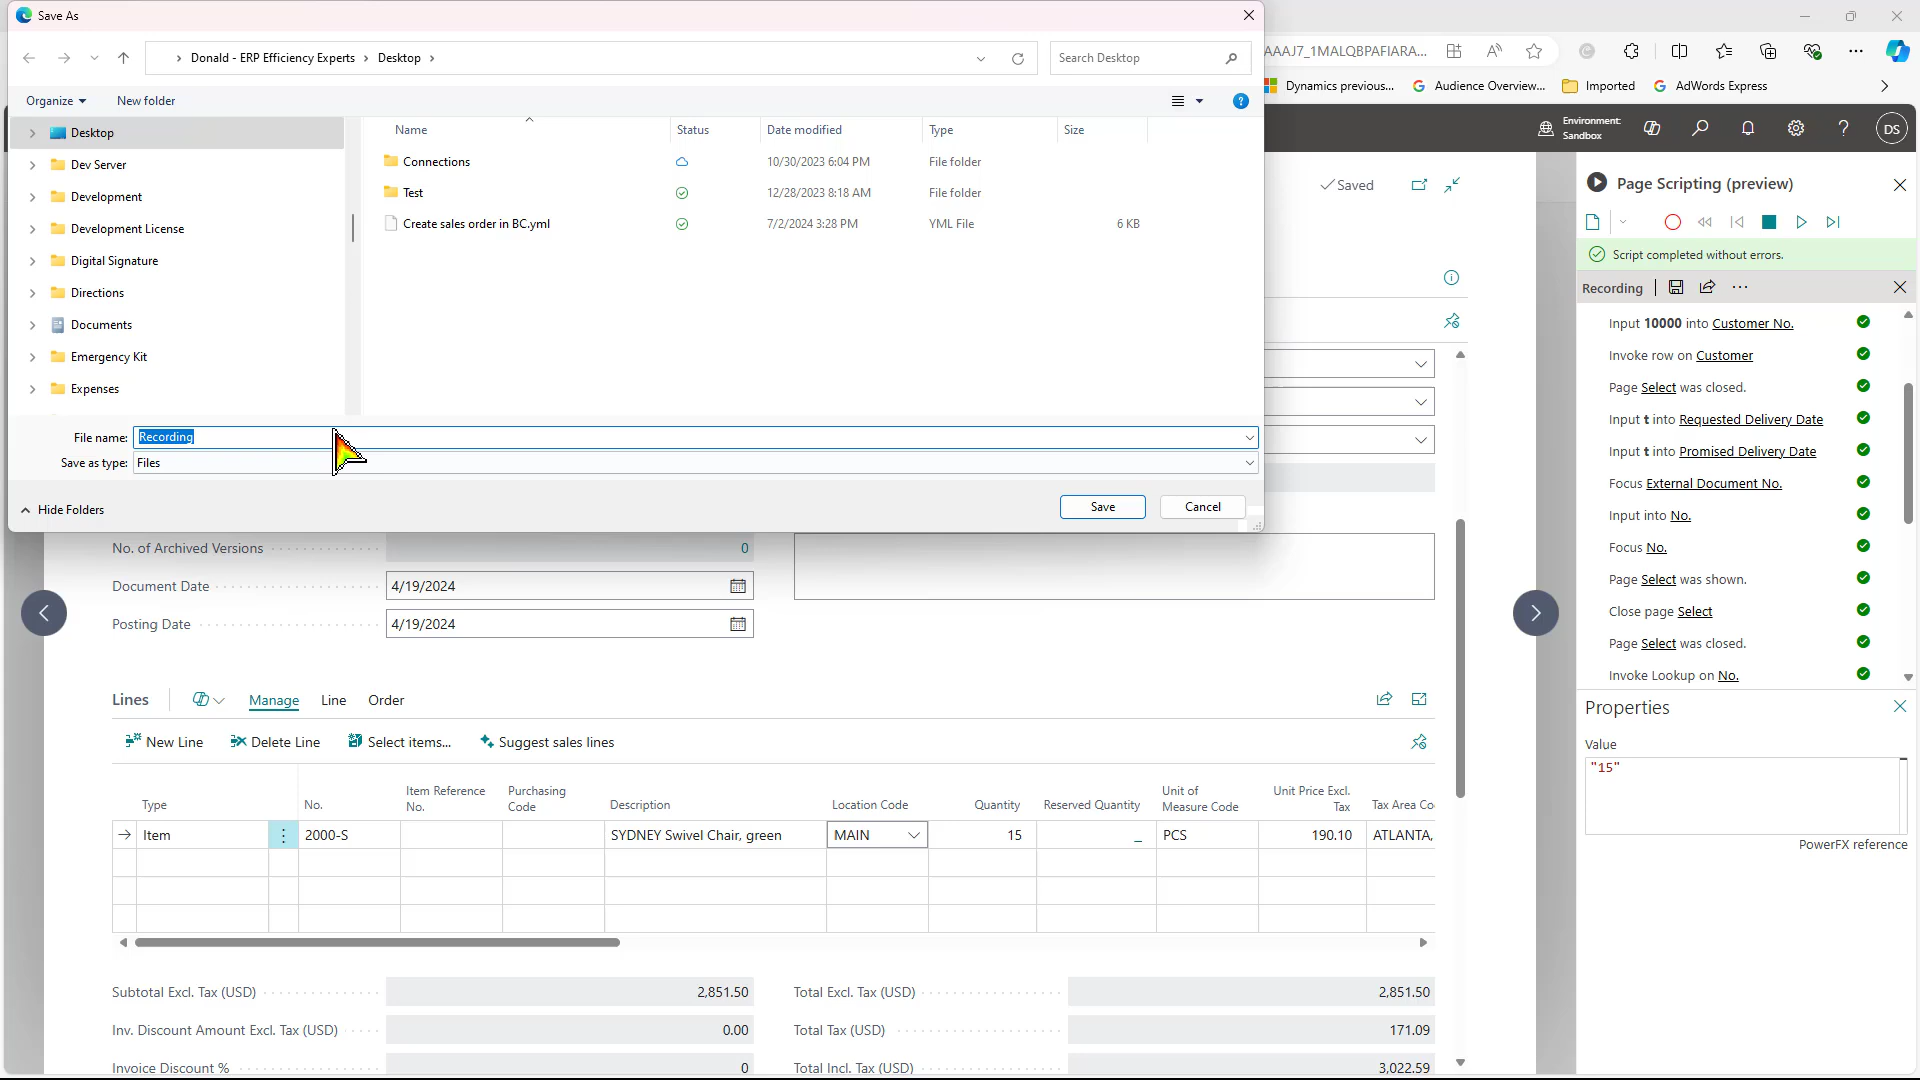 Save As
Donald - ERP Efficiency Experts > Desktop >
Search Desktop
AAAJ7_1MALQBPAFIARA...
Organize
New folder
Dynamics previous...
Audience Overview...
Imported
AdWords Express
Desktop
Dev Server
Development
Development License
Digital Signature
Directions
Documents
Emergency Kit
Expenses
Name
Status
Date modified
Type
Size
Connections
10/30/2023 6:04 PM
File folder
Test
12/28/2023 8:18 AM
File folder
Create sales order in BC.yml
7/2/2024 3:28 PM
YML File
6 KB
File name: Recording
Save as type: Files
Hide Folders
Save
Cancel
Environment:
Sandbox
DS
Saved
Page Scripting (preview)
Script completed without errors.
Recording
Input 10000 into Customer No.
Invoke row on Customer
Page Select was closed.
Input t into Requested Delivery Date
Input t into Promised Delivery Date
Focus External Document No.
Input into No.
Focus No.
Page Select was shown.
Close page Select
Page Select was closed.
Invoke Lookup on No.
Properties
Value
"15"
PowerFX reference
No. of Archived Versions 0
Document Date 4/19/2024
Posting Date 4/19/2024
Lines
Manage
Line
Order
New Line
Delete Line
Select items...
Suggest sales lines
Type
No.
Item Reference
No.
Purchasing
Code
Description
Location Code
Quantity
Reserved Quantity
Unit of
Measure Code
Unit Price Excl.
Tax
Tax Area Co
Item 2000-S SYDNEY Swivel Chair, green MAIN 15 _ PCS 190.10 ATLANTA,
Subtotal Excl. Tax (USD) 2,851.50
Total Excl. Tax (USD) 2,851.50
Inv. Discount Amount Excl. Tax (USD) 0.00
Total Tax (USD) 171.09
Invoice Discount % 0
Total Incl. Tax (USD) 3,022.59